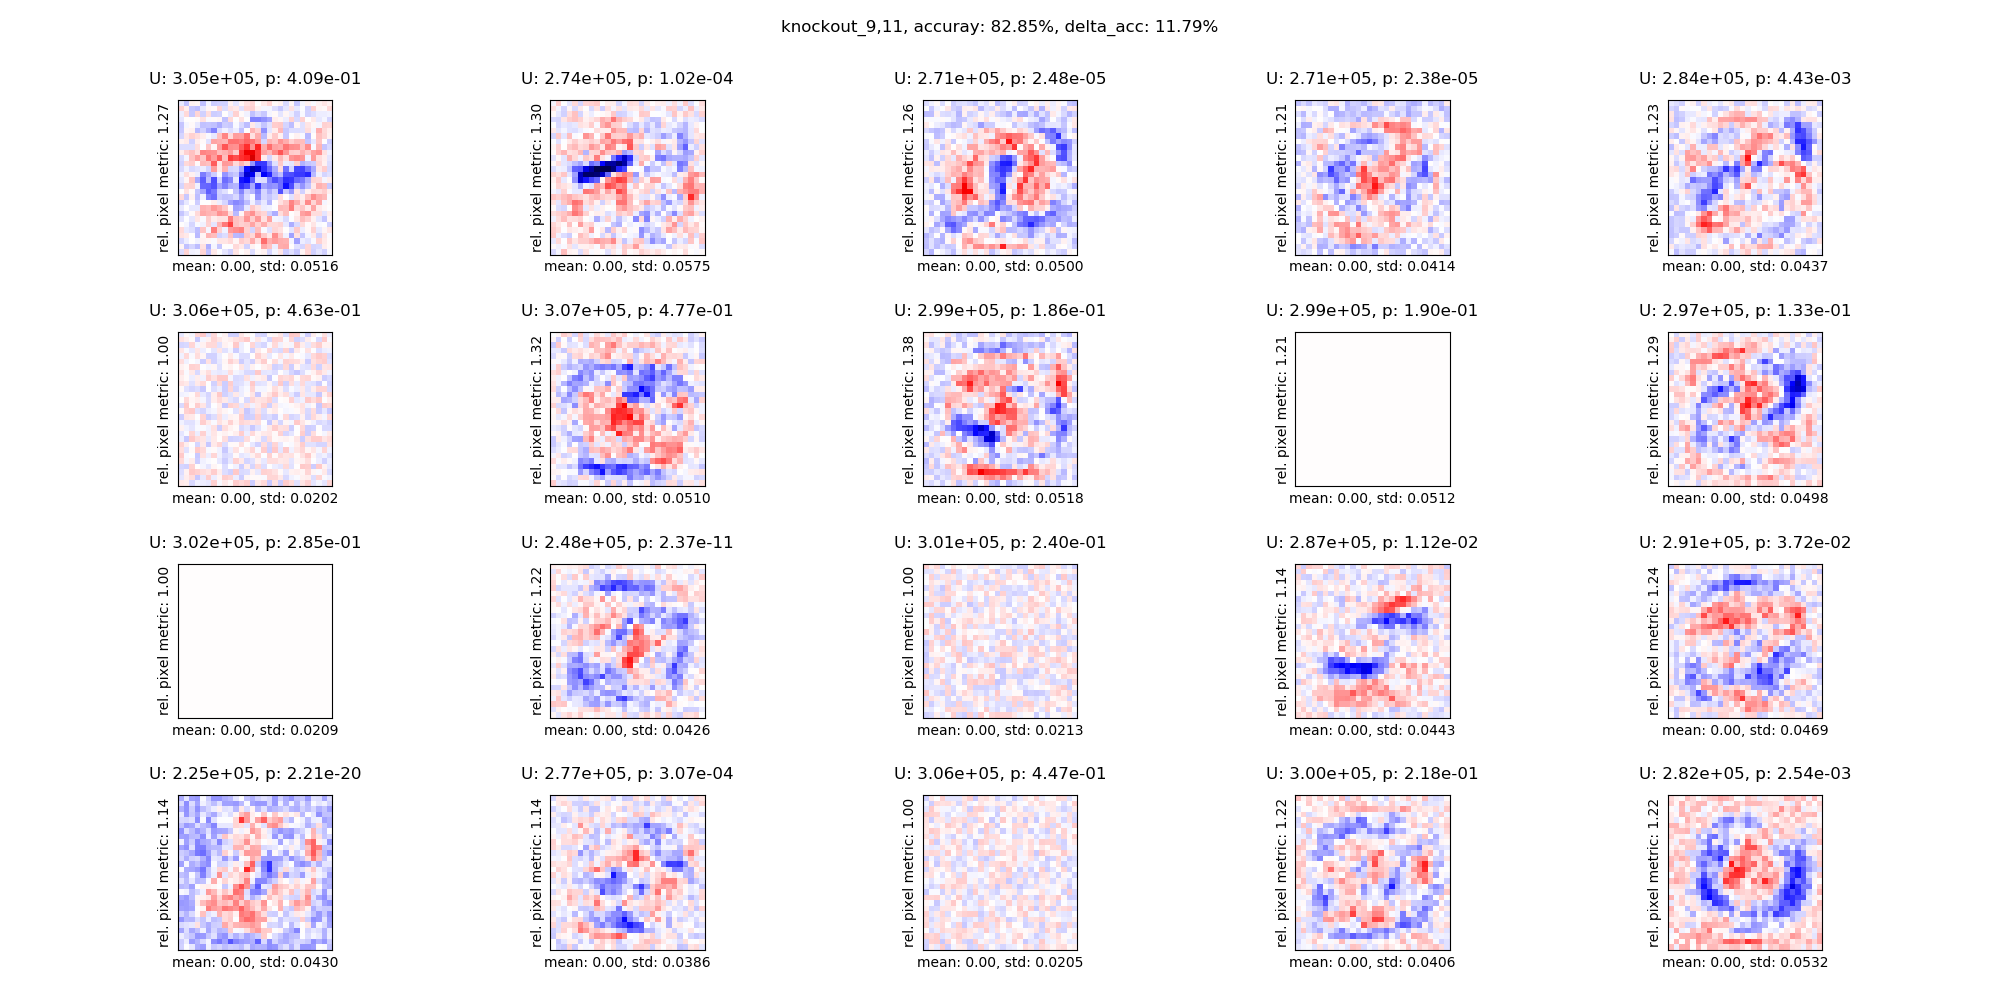 knockout_9,11, accuray: 82.85%, delta_acc: 11.79%
U: 3.05e+05, p: 4.09e-01
rel. pixel metric: 1.27
mean: 0.00, std: 0.0516
U: 2.74e+05, p: 1.02e-04
rel. pixel metric: 1.30
mean: 0.00, std: 0.0575
U: 2.71e+05, p: 2.48e-05
rel. pixel metric: 1.26
mean: 0.00, std: 0.0500
U: 2.71e+05, p: 2.38e-05
rel. pixel metric: 1.21
mean: 0.00, std: 0.0414
U: 2.84e+05, p: 4.43e-03
rel. pixel metric: 1.23
mean: 0.00, std: 0.0437
U: 3.06e+05, p: 4.63e-01
rel. pixel metric: 1.00
mean: 0.00, std: 0.0202
U: 3.07e+05, p: 4.77e-01
rel. pixel metric: 1.32
mean: 0.00, std: 0.0510
U: 2.99e+05, p: 1.86e-01
rel. pixel metric: 1.38
mean: 0.00, std: 0.0518
U: 2.99e+05, p: 1.90e-01
rel. pixel metric: 1.21
mean: 0.00, std: 0.0512
U: 2.97e+05, p: 1.33e-01
rel. pixel metric: 1.29
mean: 0.00, std: 0.0498
U: 3.02e+05, p: 2.85e-01
rel. pixel metric: 1.00
mean: 0.00, std: 0.0209
U: 2.48e+05, p: 2.37e-11
rel. pixel metric: 1.22
mean: 0.00, std: 0.0426
U: 3.01e+05, p: 2.40e-01
rel. pixel metric: 1.00
mean: 0.00, std: 0.0213
U: 2.87e+05, p: 1.12e-02
rel. pixel metric: 1.14
mean: 0.00, std: 0.0443
U: 2.91e+05, p: 3.72e-02
rel. pixel metric: 1.24
mean: 0.00, std: 0.0469
U: 2.25e+05, p: 2.21e-20
rel. pixel metric: 1.14
mean: 0.00, std: 0.0430
U: 2.77e+05, p: 3.07e-04
rel. pixel metric: 1.14
mean: 0.00, std: 0.0386
U: 3.06e+05, p: 4.47e-01
rel. pixel metric: 1.00
mean: 0.00, std: 0.0205
U: 3.00e+05, p: 2.18e-01
rel. pixel metric: 1.22
mean: 0.00, std: 0.0406
U: 2.82e+05, p: 2.54e-03
rel. pixel metric: 1.22
mean: 0.00, std: 0.0532